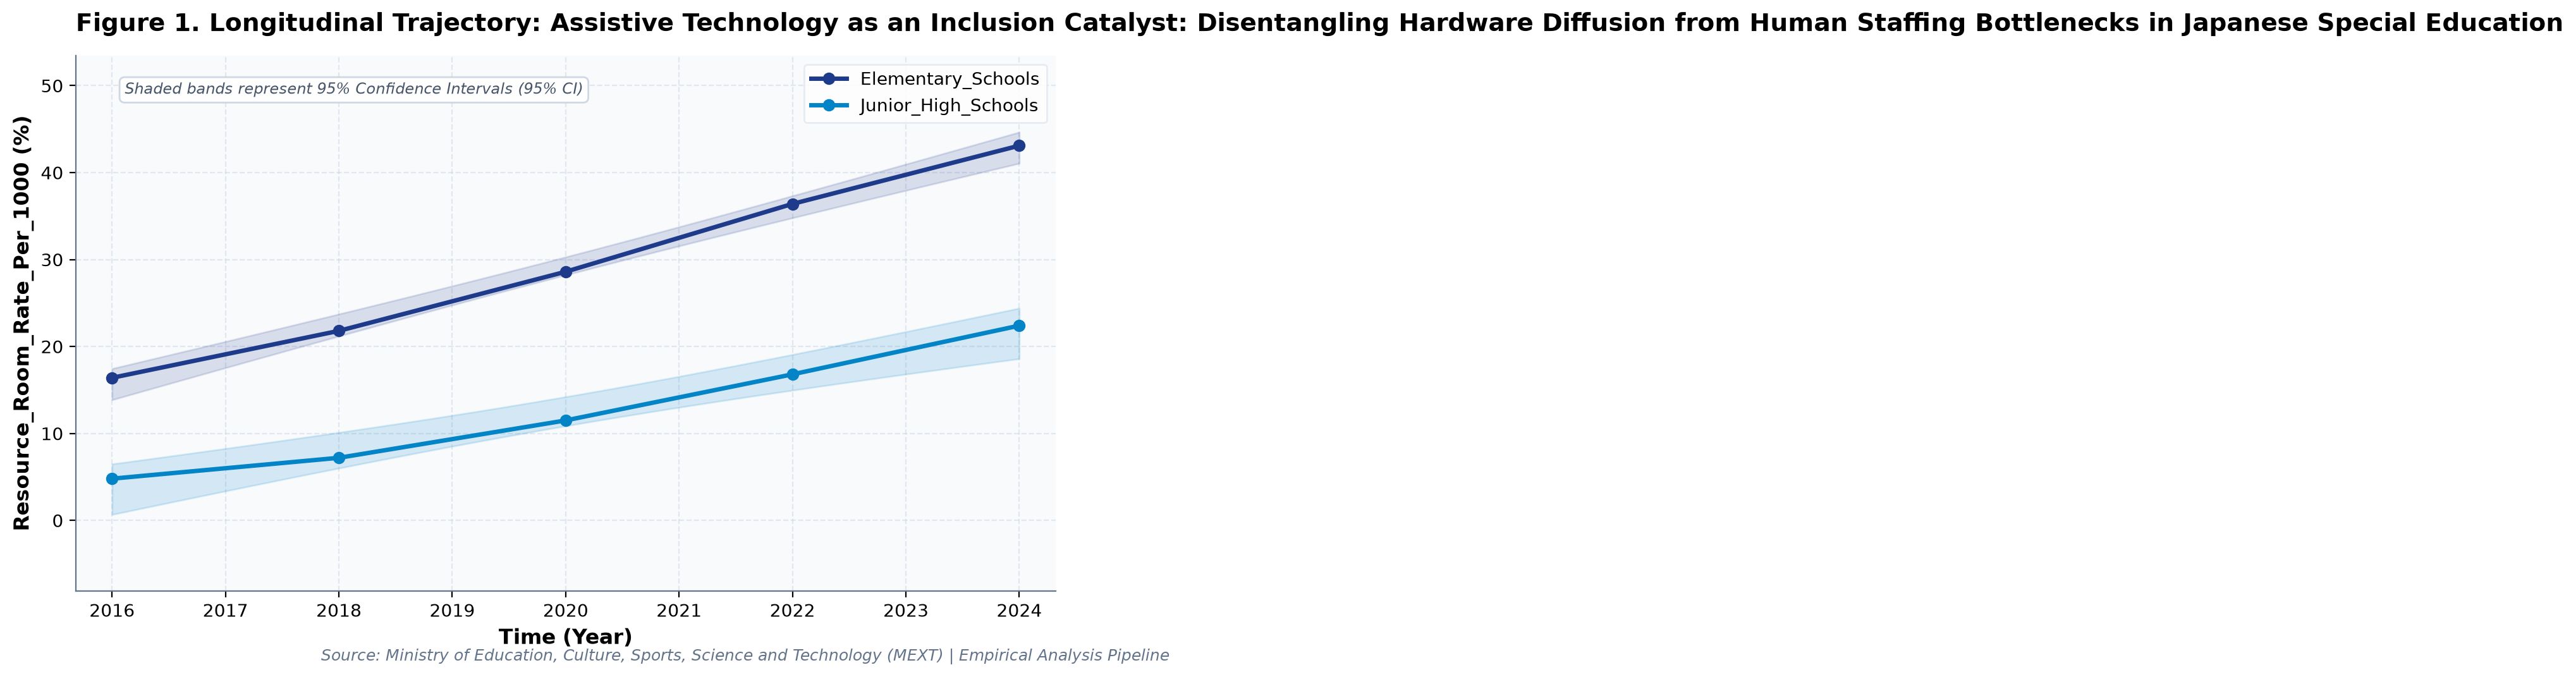 Figure 1. Longitudinal Trajectory: Assistive Technology as an Inclusion Catalyst: Disentangling Hardware Diffusion from Human Staffing Bottlenecks in Japanese Special Education
Shaded bands represent 95% Confidence Intervals (95% CI)
Elementary_Schools
Junior_High_Schools
Resource_Room_Rate_Per_1000 (%)
50
40
30
20
10
0
2016 2017 2018 2019 2020 2021 2022 2023 2024
Time (Year)
Source: Ministry of Education, Culture, Sports, Science and Technology (MEXT) | Empirical Analysis Pipeline